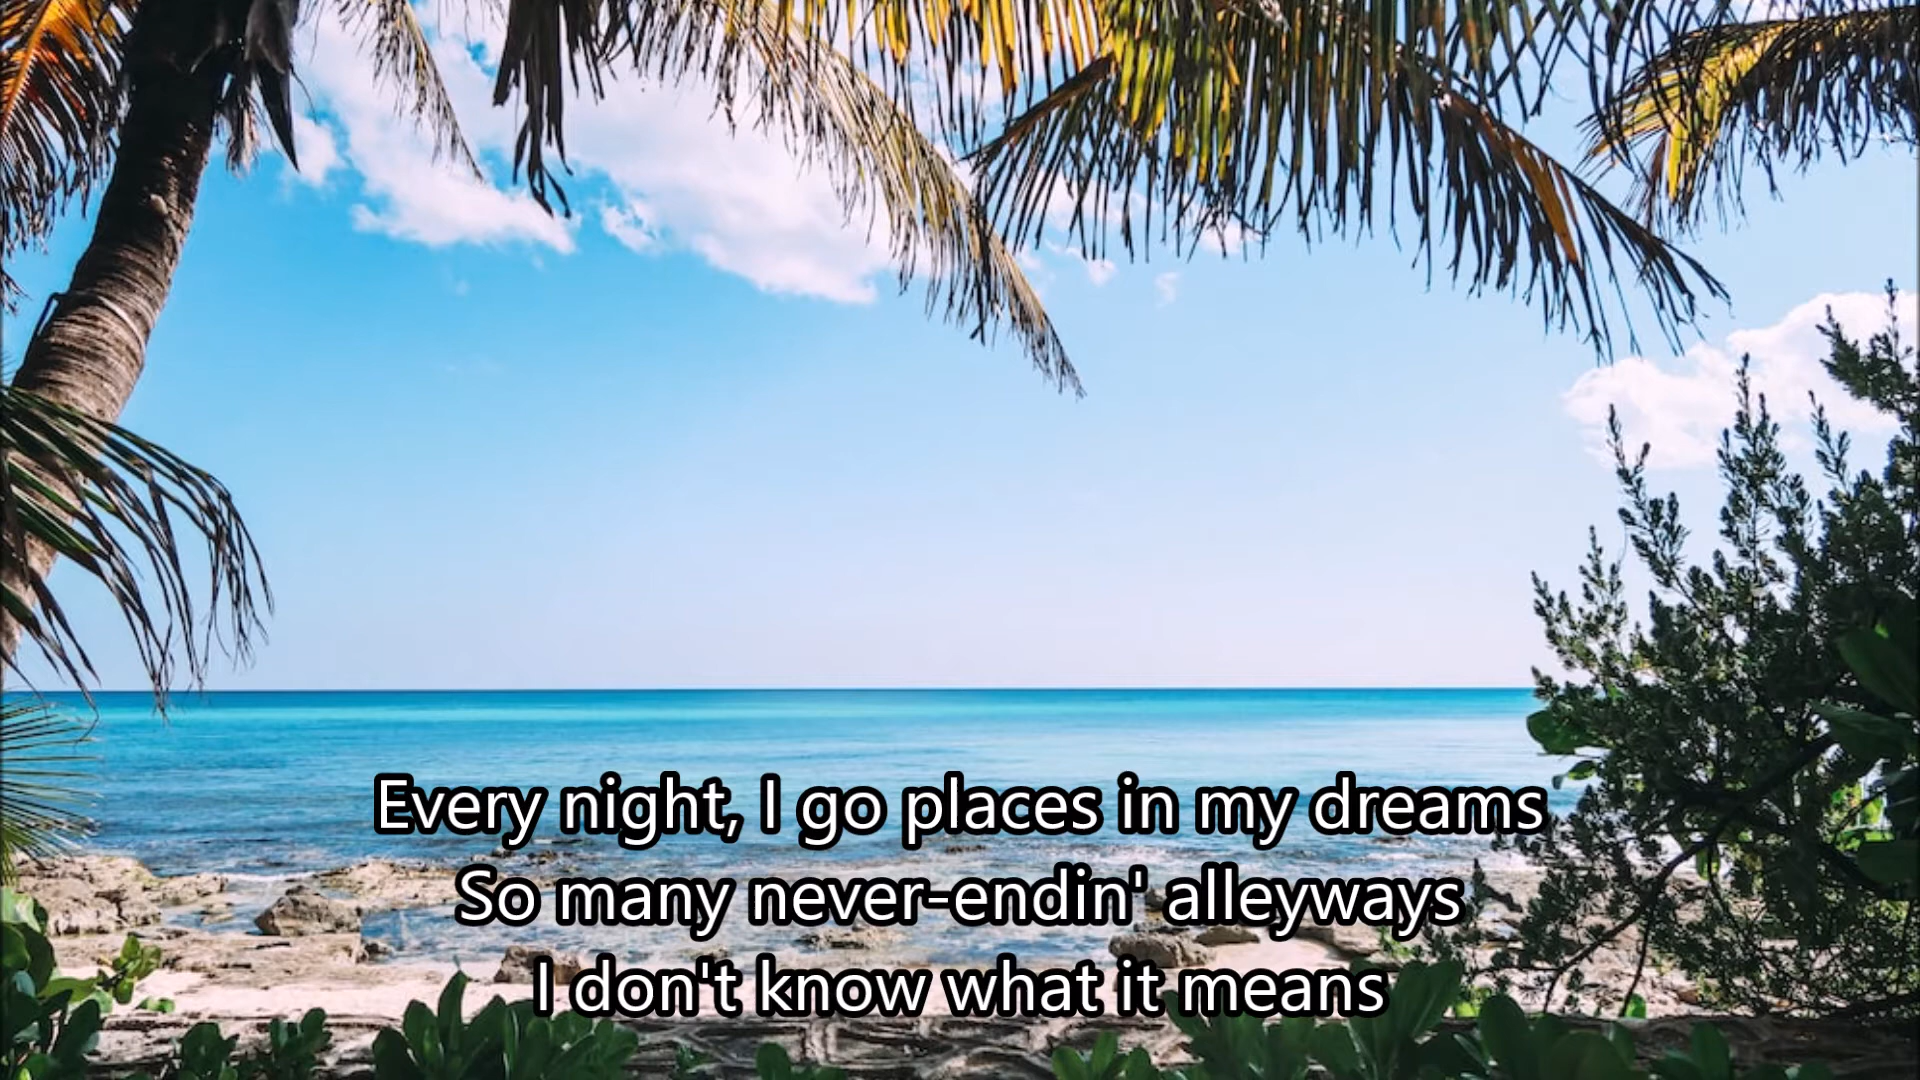 Every night, I go places in my dreams
So many never-endin' alleyways
I don't know what it means